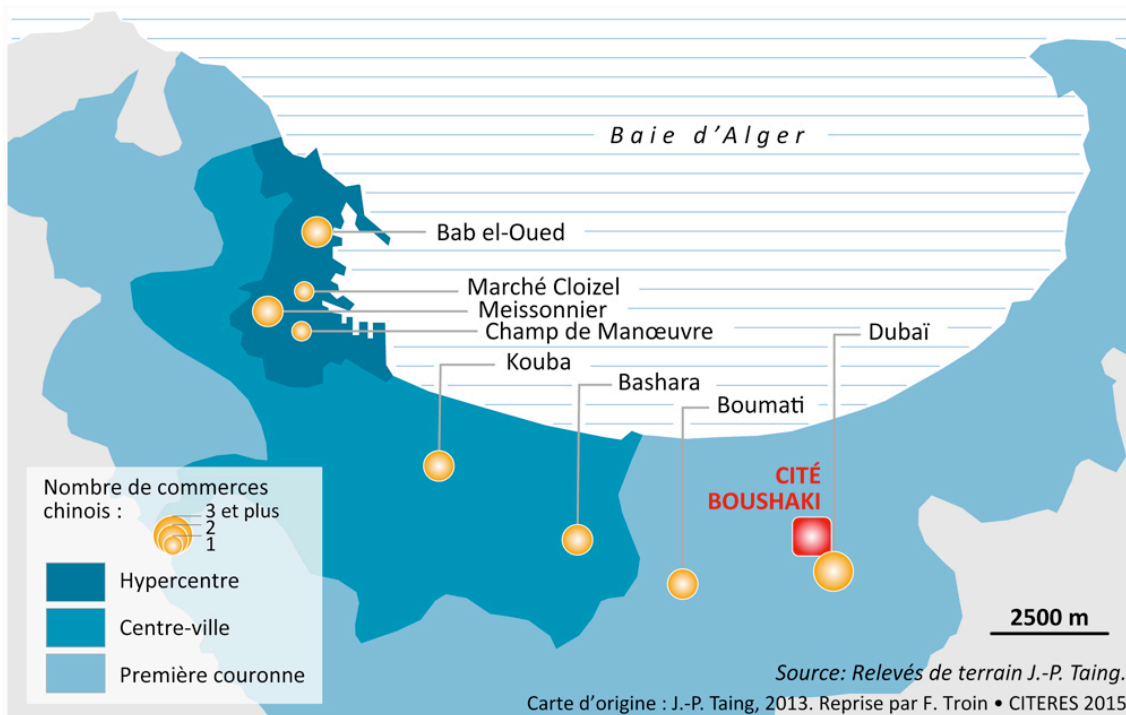 Baie d'Alger
Bab el-Oued
Marché Cloizel
Meissonnier
Champ de Manœuvre
Dubaï
Kouba
Bashara
Boumati
CITÉ
BOUSHAKI
Nombre de commerces
chinois :
3 et plus
2
1
Hypercentre
Centre-ville
Première couronne
2500 m
Source: Relevés de terrain J.-P. Taing.
Carte d'origine : J.-P. Taing, 2013. Reprise par F. Troin • CITERES 2015